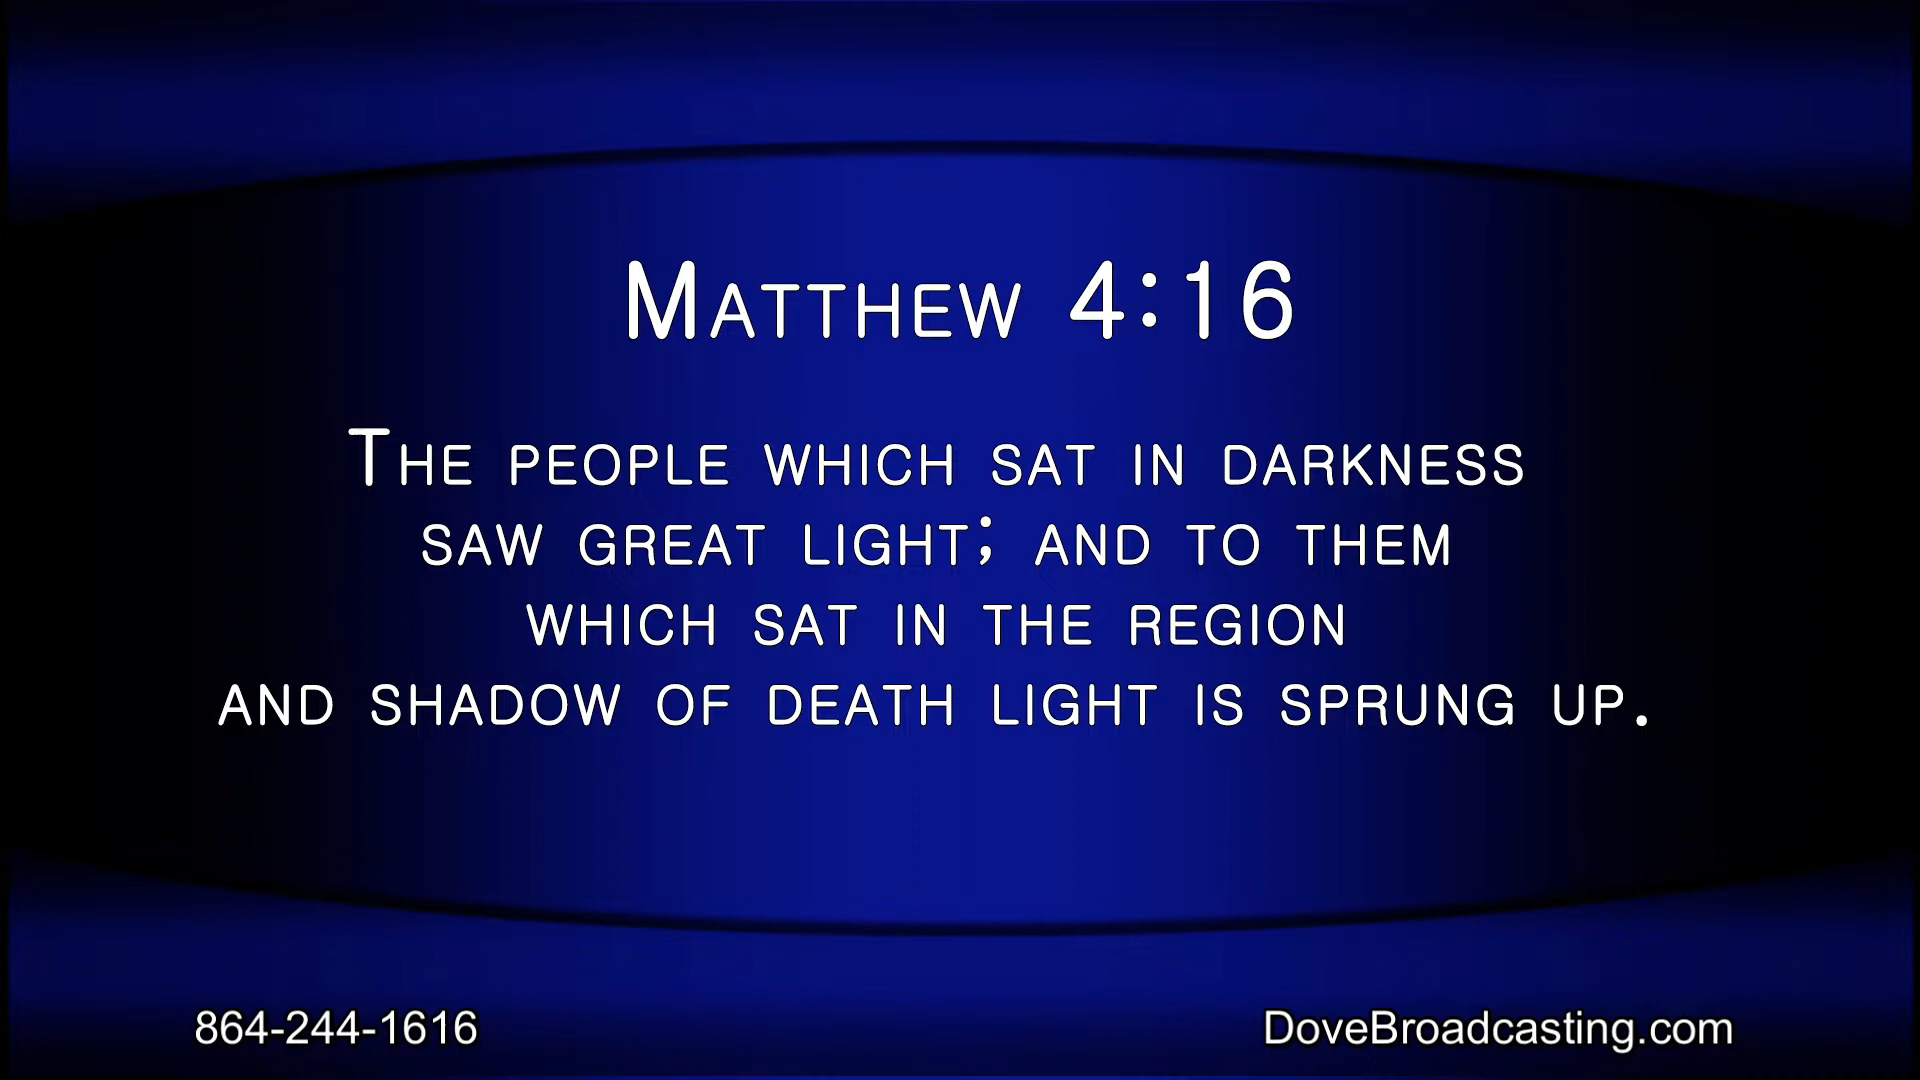 Matthew 4:16
The people which sat in darkness
saw great light; and to them
which sat in the region
and shadow of death light is sprung up.
864-244-1616
DoveBroadcasting.com